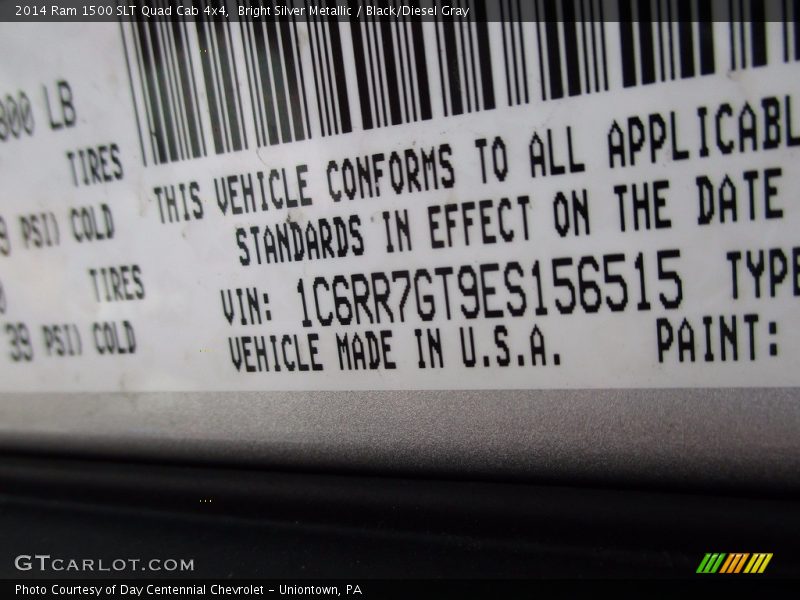 2014 Ram 1500 SLT Quad Cab 4x4, Bright Silver Metallic / Black/Diesel Gray
LB
TIRES
PSI) COLD
TIRES
39 PSI) COLD
THIS VEHICLE CONFORMS TO ALL
STANDARDS IN EFFECT ON THE DATE
VIN: 1C6RR7GT9ES156515 TYPE
VEHICLE MADE IN U.S.A. PAINT:
GTCARLOT.COM
Photo Courtesy of Day Centennial Chevrolet - Uniontown, PA